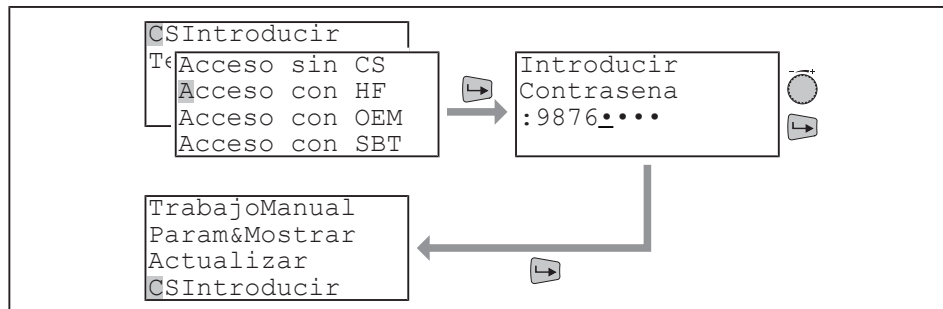 CSIntroducir
Te
Acceso sin CS
Acceso con HF
Acceso con OEM
Acceso con SBT
Introducir
Contrasena
:9876••••
-
+
TrabajoManual
Param&Mostrar
Actualizar
CSIntroducir